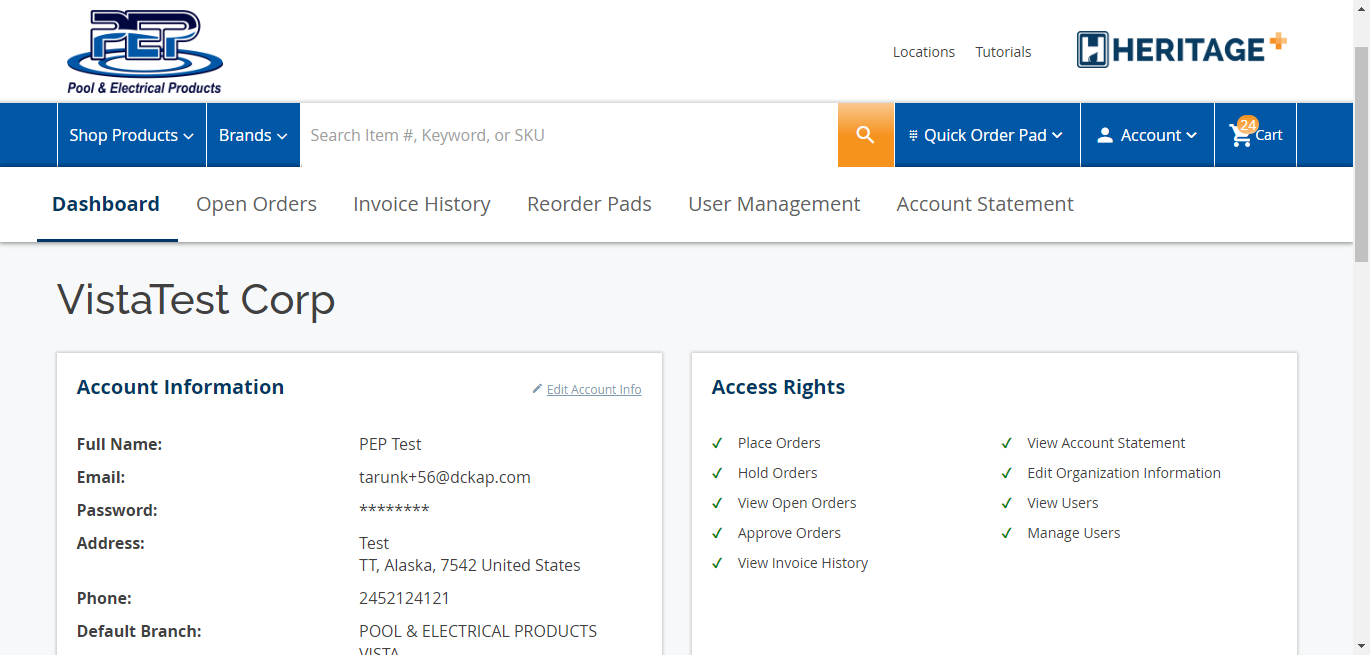 PEP
Pool & Electrical Products
Locations Tutorials
HERITAGE+
Shop Products Brands Search Item #, Keyword, or SKU Quick Order Pad Account 24 Cart
Dashboard Open Orders Invoice History Reorder Pads User Management Account Statement
VistaTest Corp
Account Information Edit Account Info
Full Name: PEP Test
Email: tarunk+56@dckap.com
Password: ********
Address: Test
TT, Alaska, 7542 United States
Phone: 2452124121
Default Branch: POOL & ELECTRICAL PRODUCTS
VISTA
Access Rights
Place Orders View Account Statement
Hold Orders Edit Organization Information
View Open Orders View Users
Approve Orders Manage Users
View Invoice History